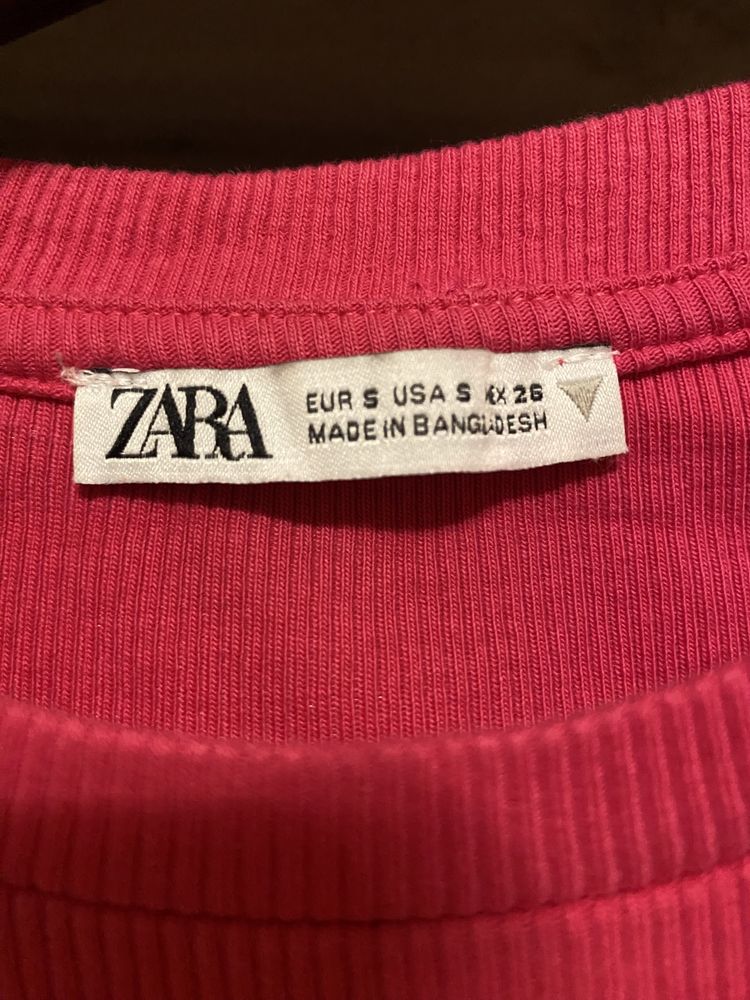 ZARA
EUR S USA S MX 26
MADE IN BANGLADESH